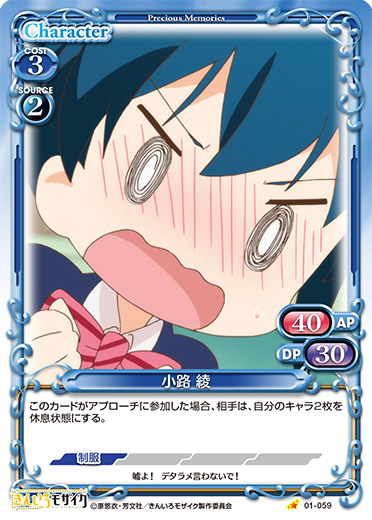 Precious Memories
Character
COST
3
SOURCE
2
40 AP
DP 30
小路 綾
このカードがアプローチに参加した場合、相手は、自分のキャラ2枚を
休息状態にする。
制服
嘘よ! デタラメ言わないで!
きんいろモザイク
©原悠衣・芳文社/きんいろモザイク製作委員会
01-059